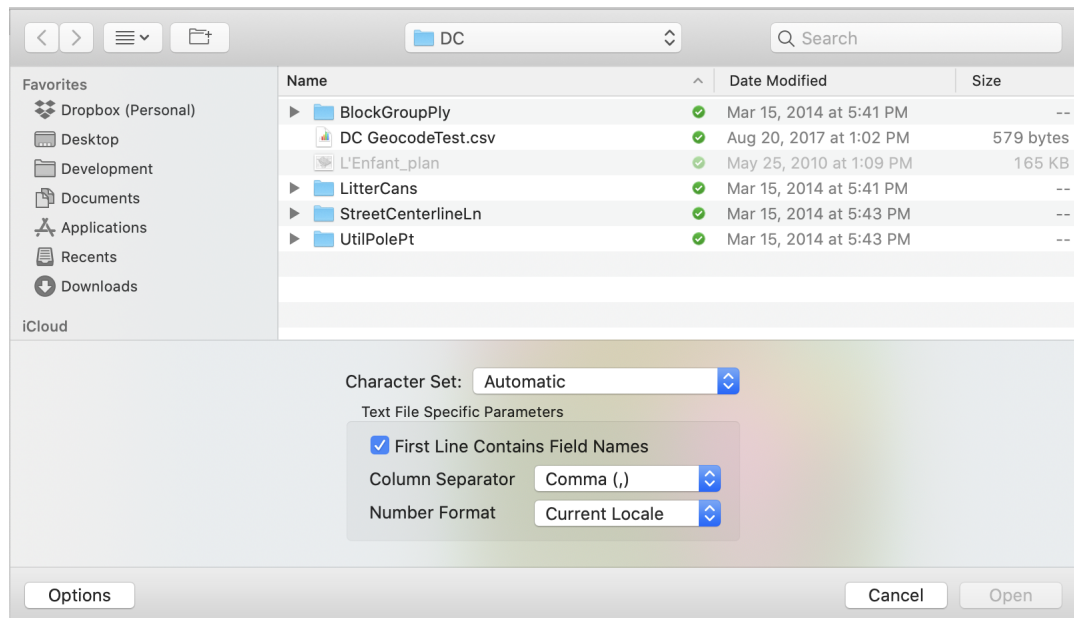 DC
Search
Favorites
Dropbox (Personal)
Desktop
Development
Documents
Applications
Recents
Downloads
iCloud
Name Date Modified Size
BlockGroupPly Mar 15, 2014 at 5:41 PM --
DC GeocodeTest.csv Aug 20, 2017 at 1:02 PM 579 bytes
L'Enfant_plan May 25, 2010 at 1:09 PM 165 KB
LitterCans Mar 15, 2014 at 5:41 PM --
StreetCenterlineLn Mar 15, 2014 at 5:43 PM --
UtilPolePt Mar 15, 2014 at 5:43 PM --
Character Set: Automatic
Text File Specific Parameters
First Line Contains Field Names
Column Separator Comma (,)
Number Format Current Locale
Options Cancel Open